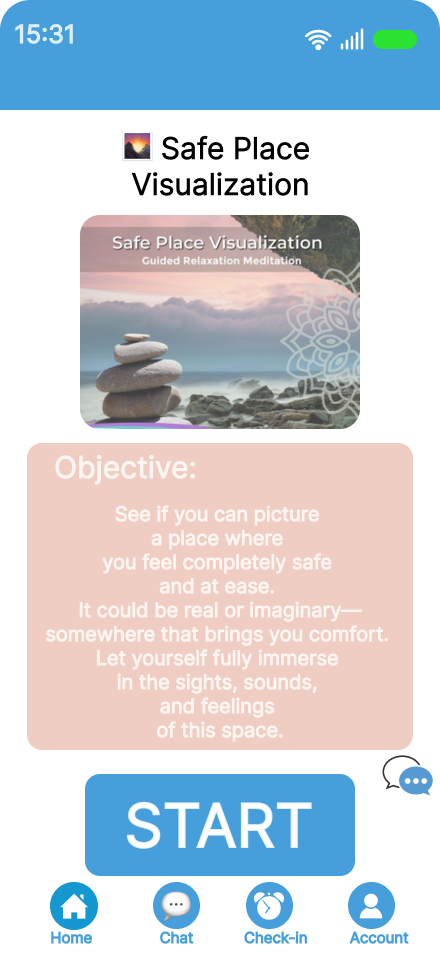 15:31
Safe Place
Visualization
Safe Place Visualization
Guided Relaxation Meditation
Objective:
See if you can picture
a place where
you feel completely safe
and at ease.
It could be real or imaginary—
somewhere that brings you comfort.
Let yourself fully immerse
in the sights, sounds,
and feelings
of this space.
START
Home
Chat
Check-in
Account